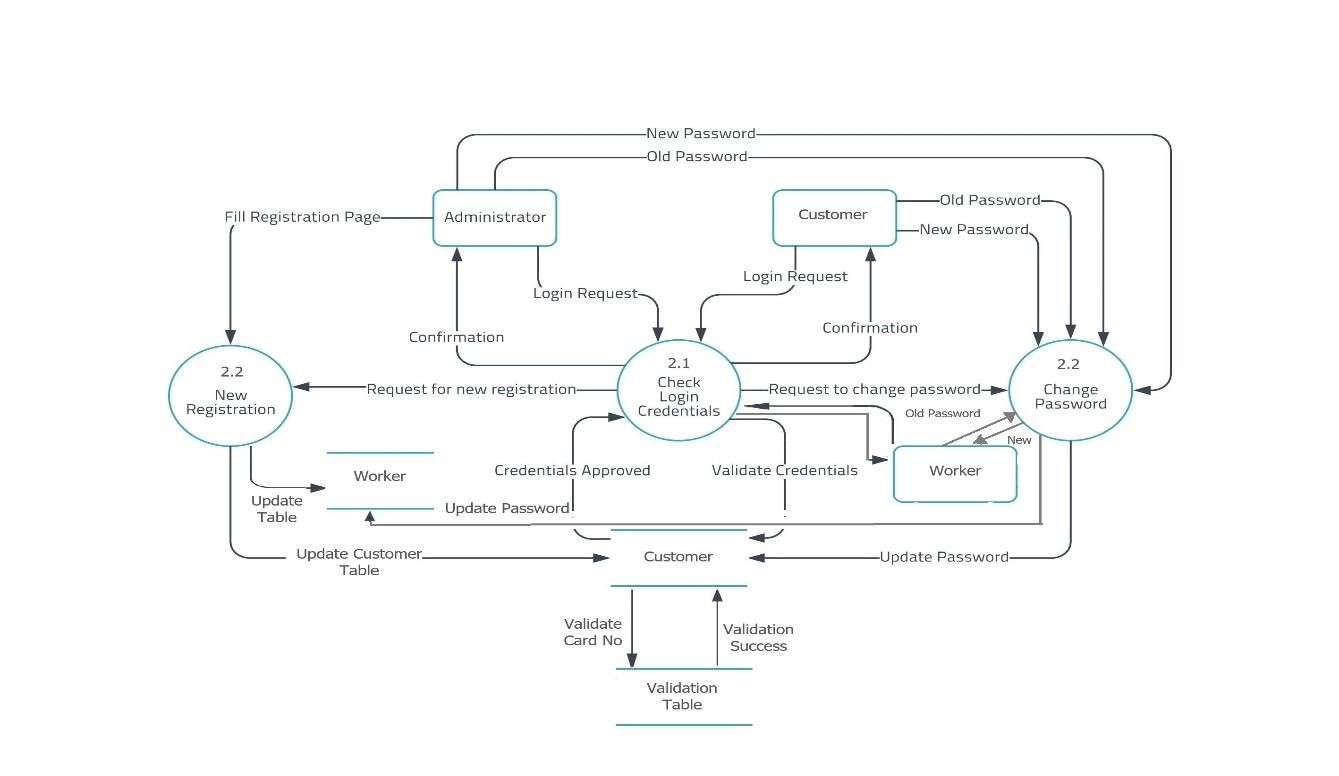 New Password
Old Password
Fill Registration Page
Administrator
Customer
Old Password
New Password
Login Request
Login Request
Confirmation
Confirmation
2.2
New
Registration
Request for new registration
2.1
Check
Login
Credentials
Request to change password
2.2
Change
Password
Old Password
New
Worker
Credentials Approved
Validate Credentials
Worker
Update
Table
Update Password
Update Customer
Table
Customer
Update Password
Validate
Card No
Validation
Success
Validation
Table